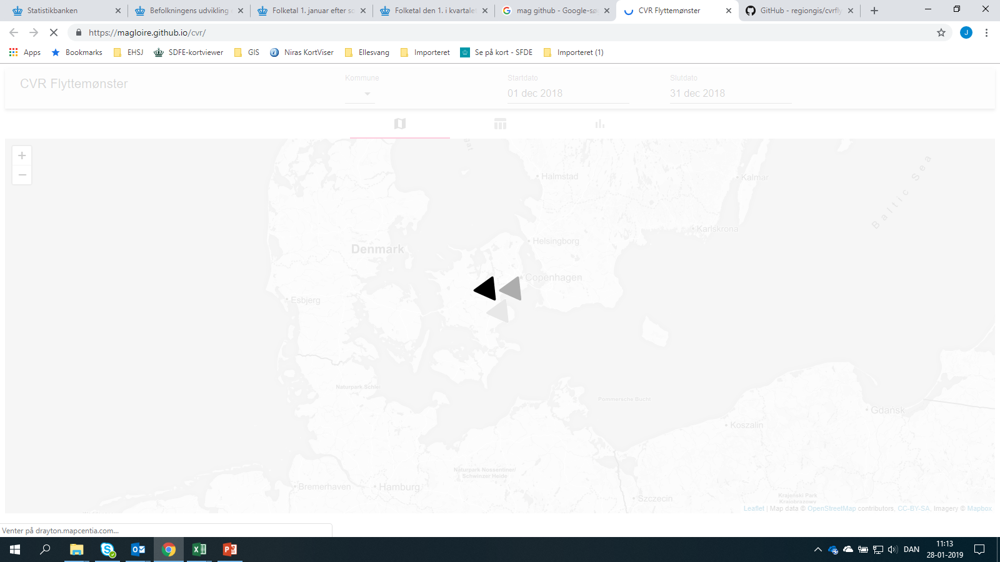 Statistikbanken
Befolkningens udvikling
Folketal 1. januar efter so
Folketal den 1. i kvartalet
mag github - Google-sø
CVR Flyttemønster
GitHub - regiongis/cvrfly
https://magloire.github.io/cvr/
J
Apps
Bookmarks
EHSJ
SDFE-kortviewer
GIS
Niras KortViser
Ellesvang
Importeret
Se på kort - SFDE
Importeret (1)
CVR Flyttemønster
Kommune
Startdato
01 dec 2018
Slutdato
31 dec 2018
+
−
Halmstad
Kalmar
Baltic Sea
Karlskrona
Helsingborg
Denmark
Copenhagen
Esbjerg
Naturpark Schlei
Pommersche Bucht
Gdańsk
Koszalin
Naturpark Nossentiner/
Schwinzer Heide
Bremerhaven
Hamburg
Szczecin
Krajenski Park
Krajobrazowy
Leaflet | Map data © OpenStreetMap contributors, CC-BY-SA, Imagery © Mapbox
Venter på drayton.mapcentia.com...
DAN
11:13
28-01-2019